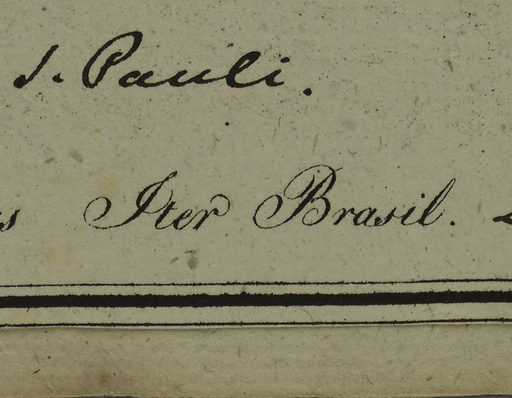 s. Pauli.
s Iter Brasil.